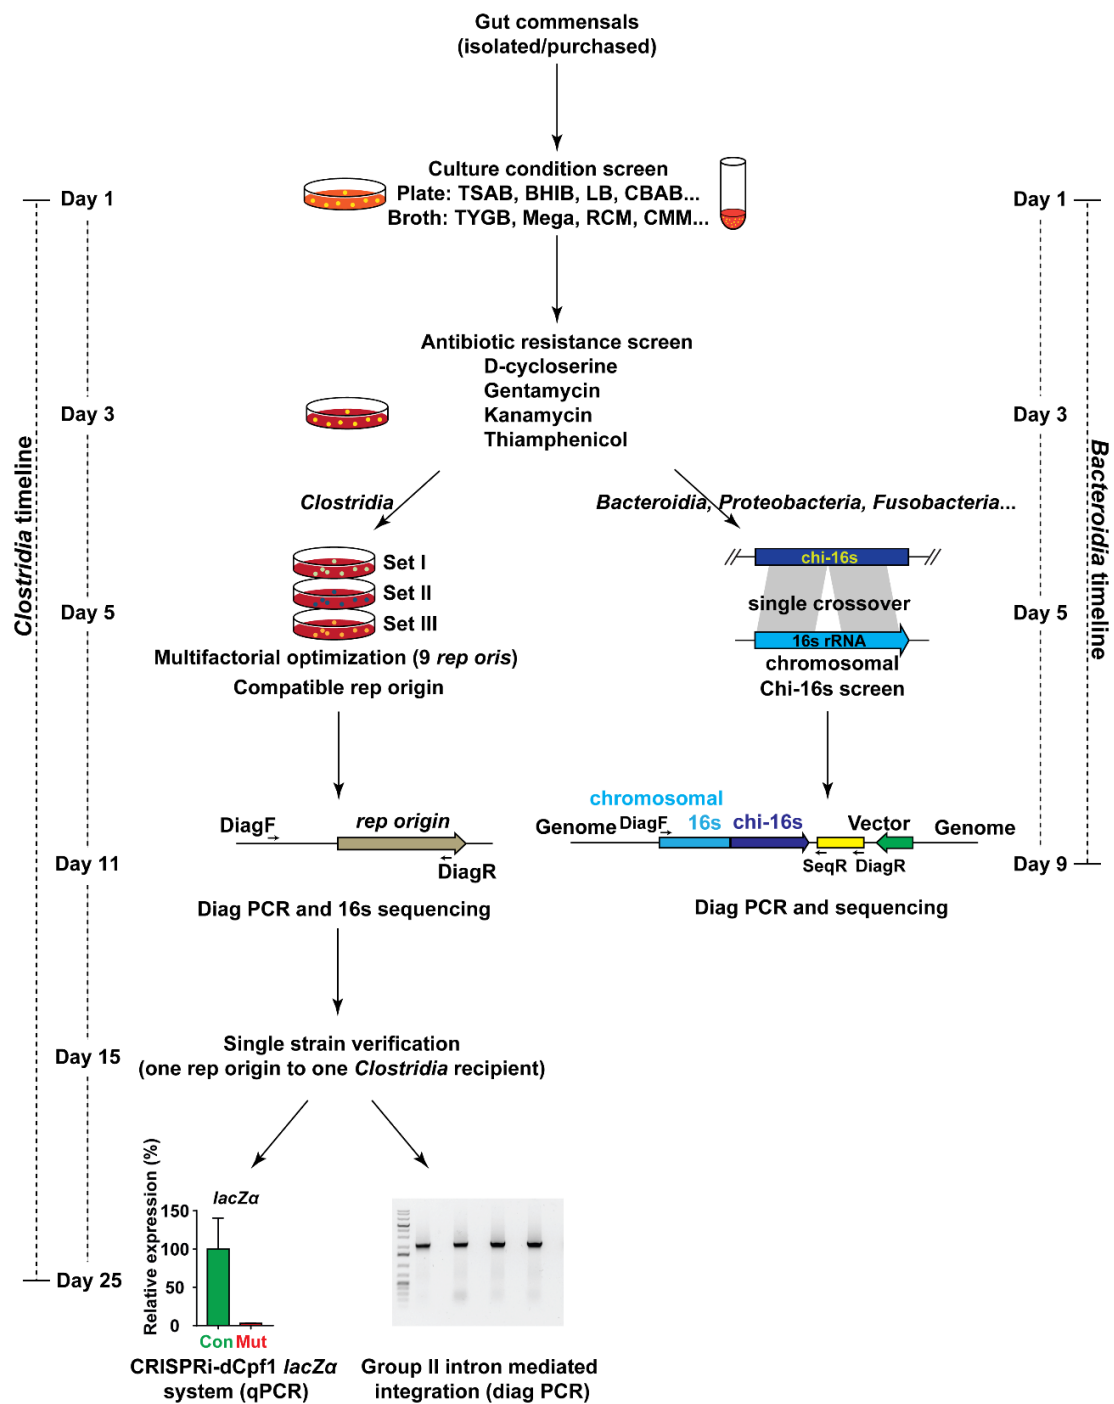 Gut commensals
(isolated/purchased)
Culture condition screen
Plate: TSAB, BHIB, LB, CBAB...
Broth: TYGB, Mega, RCM, CMM...
Day 1
Day 1
Antibiotic resistance screen
D-cycloserine
Gentamycin
Kanamycin
Thiamphenicol
Day 3
Day 3
Clostridia timeline
Bacteroidia timeline
Clostridia
Bacteroidia, Proteobacteria, Fusobacteria...
Set I
Set II
Set III
Day 5
Multifactorial optimization (9 rep oris)
Compatible rep origin
chi-16s
single crossover
16s rRNA
chromosomal
Chi-16s screen
Day 5
DiagF
rep origin
DiagR
Day 11
Diag PCR and 16s sequencing
chromosomal
16s
chi-16s
Genome
DiagF
Vector
Genome
SeqR
DiagR
Day 9
Diag PCR and sequencing
Day 15
Single strain verification
(one rep origin to one Clostridia recipient)
Relative expression (%)
lacZα
150
100
50
0
Con
Mut
Day 25
CRISPRi-dCpf1 lacZα
system (qPCR)
Group II intron mediated
integration (diag PCR)